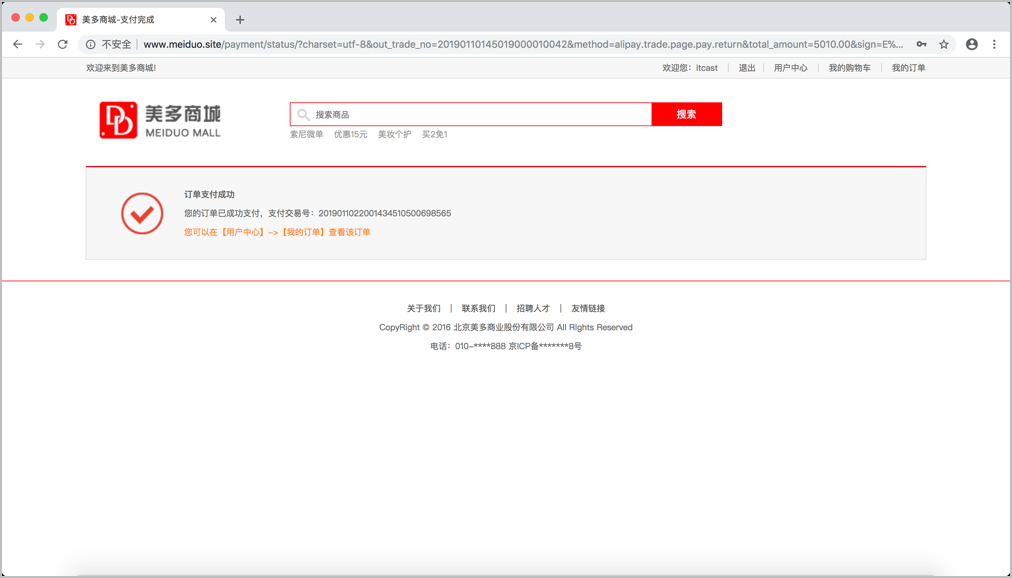 美多商城-支付完成
不安全 www.meiduo.site/payment/status/?charset=utf-8&out_trade_no=20190110145019000010042&method=alipay.trade.page.pay.return&total_amount=5010.00&sign=E%...
欢迎来到美多商城! 欢迎您：itcast | 退出 | 用户中心 | 我的购物车 | 我的订单
美多商城
MEIDUO MALL
搜索商品 搜索
索尼微单 优惠15元 美妆个护 买2免1
订单支付成功
您的订单已成功支付，支付交易号：2019011022001434510500698565
您可以在【用户中心】->【我的订单】查看该订单
关于我们 | 联系我们 | 招聘人才 | 友情链接
CopyRight © 2016 北京美多商业股份有限公司 All Rights Reserved
电话：010-****888 京ICP备*******8号